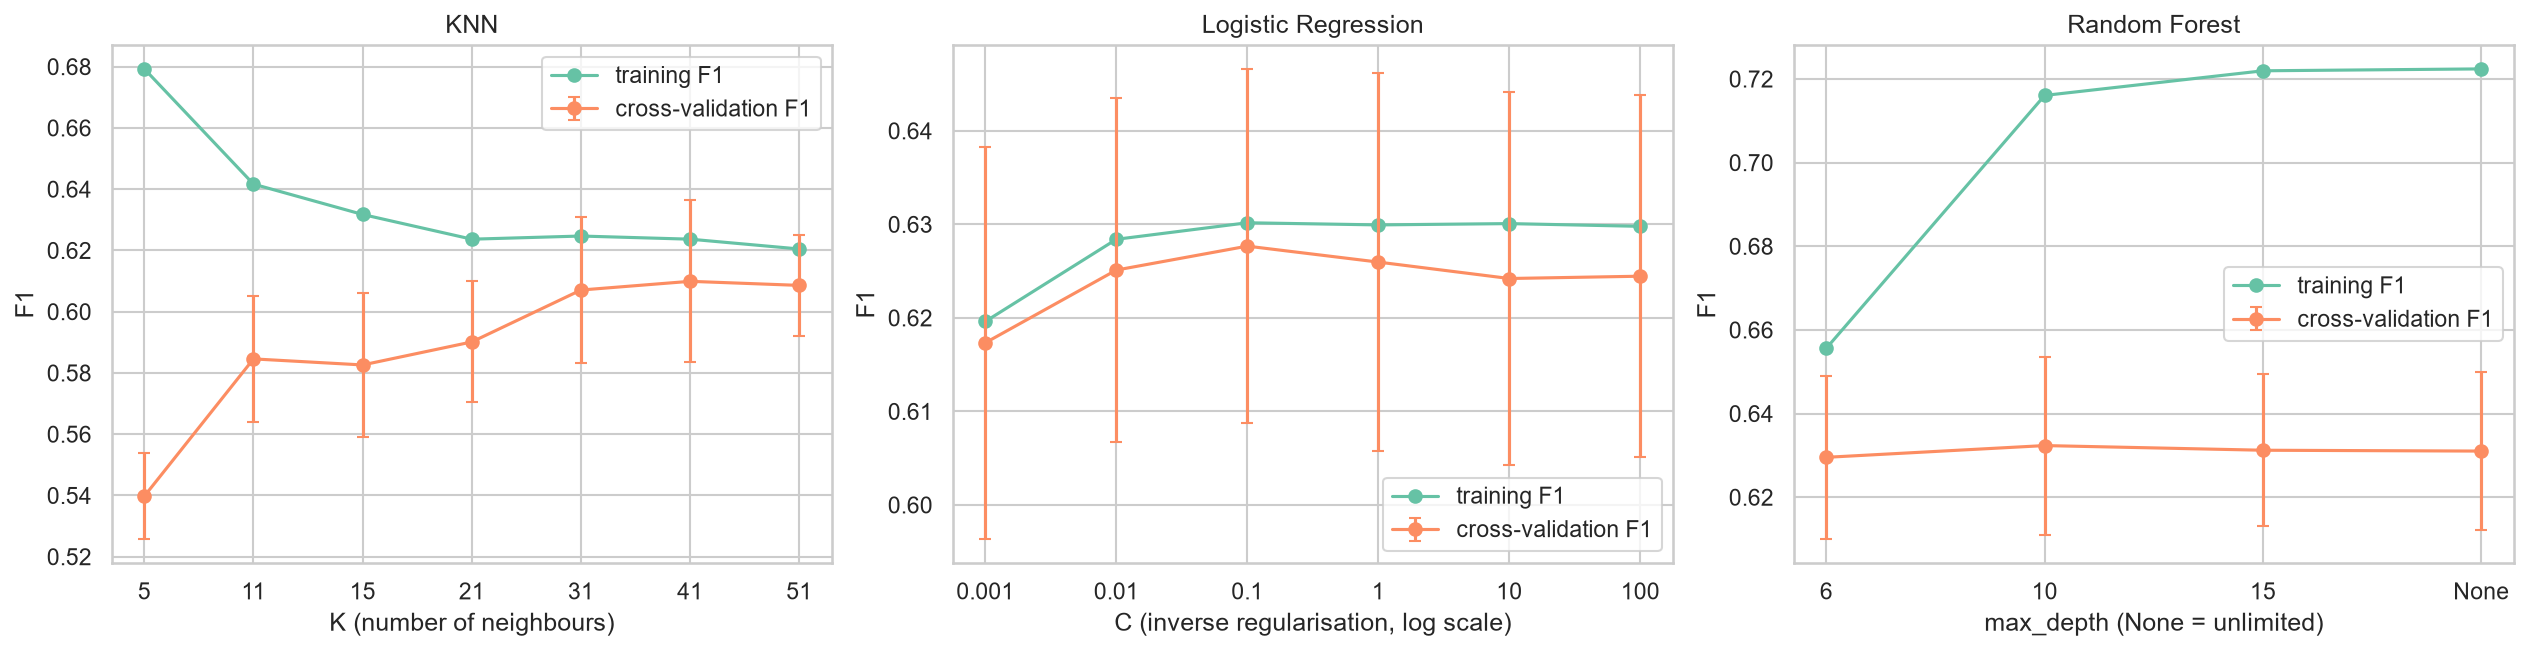 KNN
0.68
0.66
0.64
0.62
0.60
0.58
0.56
0.54
0.52
F1
training F1
cross-validation F1
5 11 15 21 31 41 51
K (number of neighbours)
Logistic Regression
0.64
0.63
0.62
0.61
0.60
F1
training F1
cross-validation F1
0.001 0.01 0.1 1 10 100
C (inverse regularisation, log scale)
Random Forest
0.72
0.70
0.68
0.66
0.64
0.62
F1
training F1
cross-validation F1
6 10 15 None
max_depth (None = unlimited)